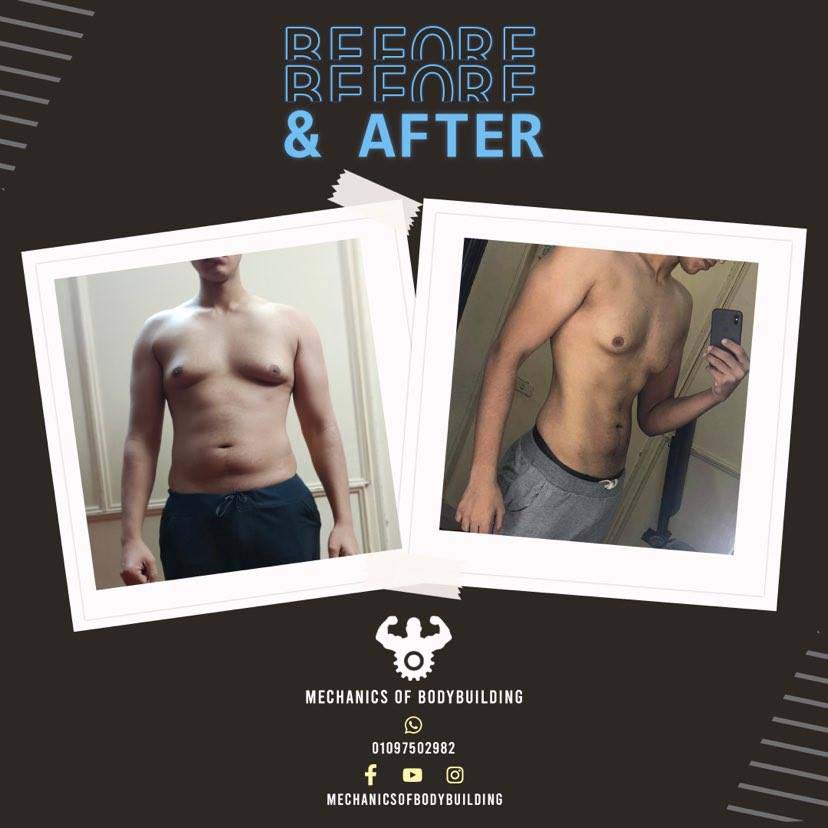 BEFORE
BEFORE
& AFTER
MECHANICS OF BODYBUILDING
01097502982
MECHANICSOFBODYBUILDING